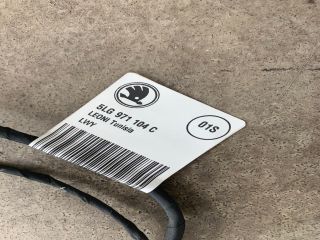 5LG 971 104 C
LEONI Tunisia
LWY
01S